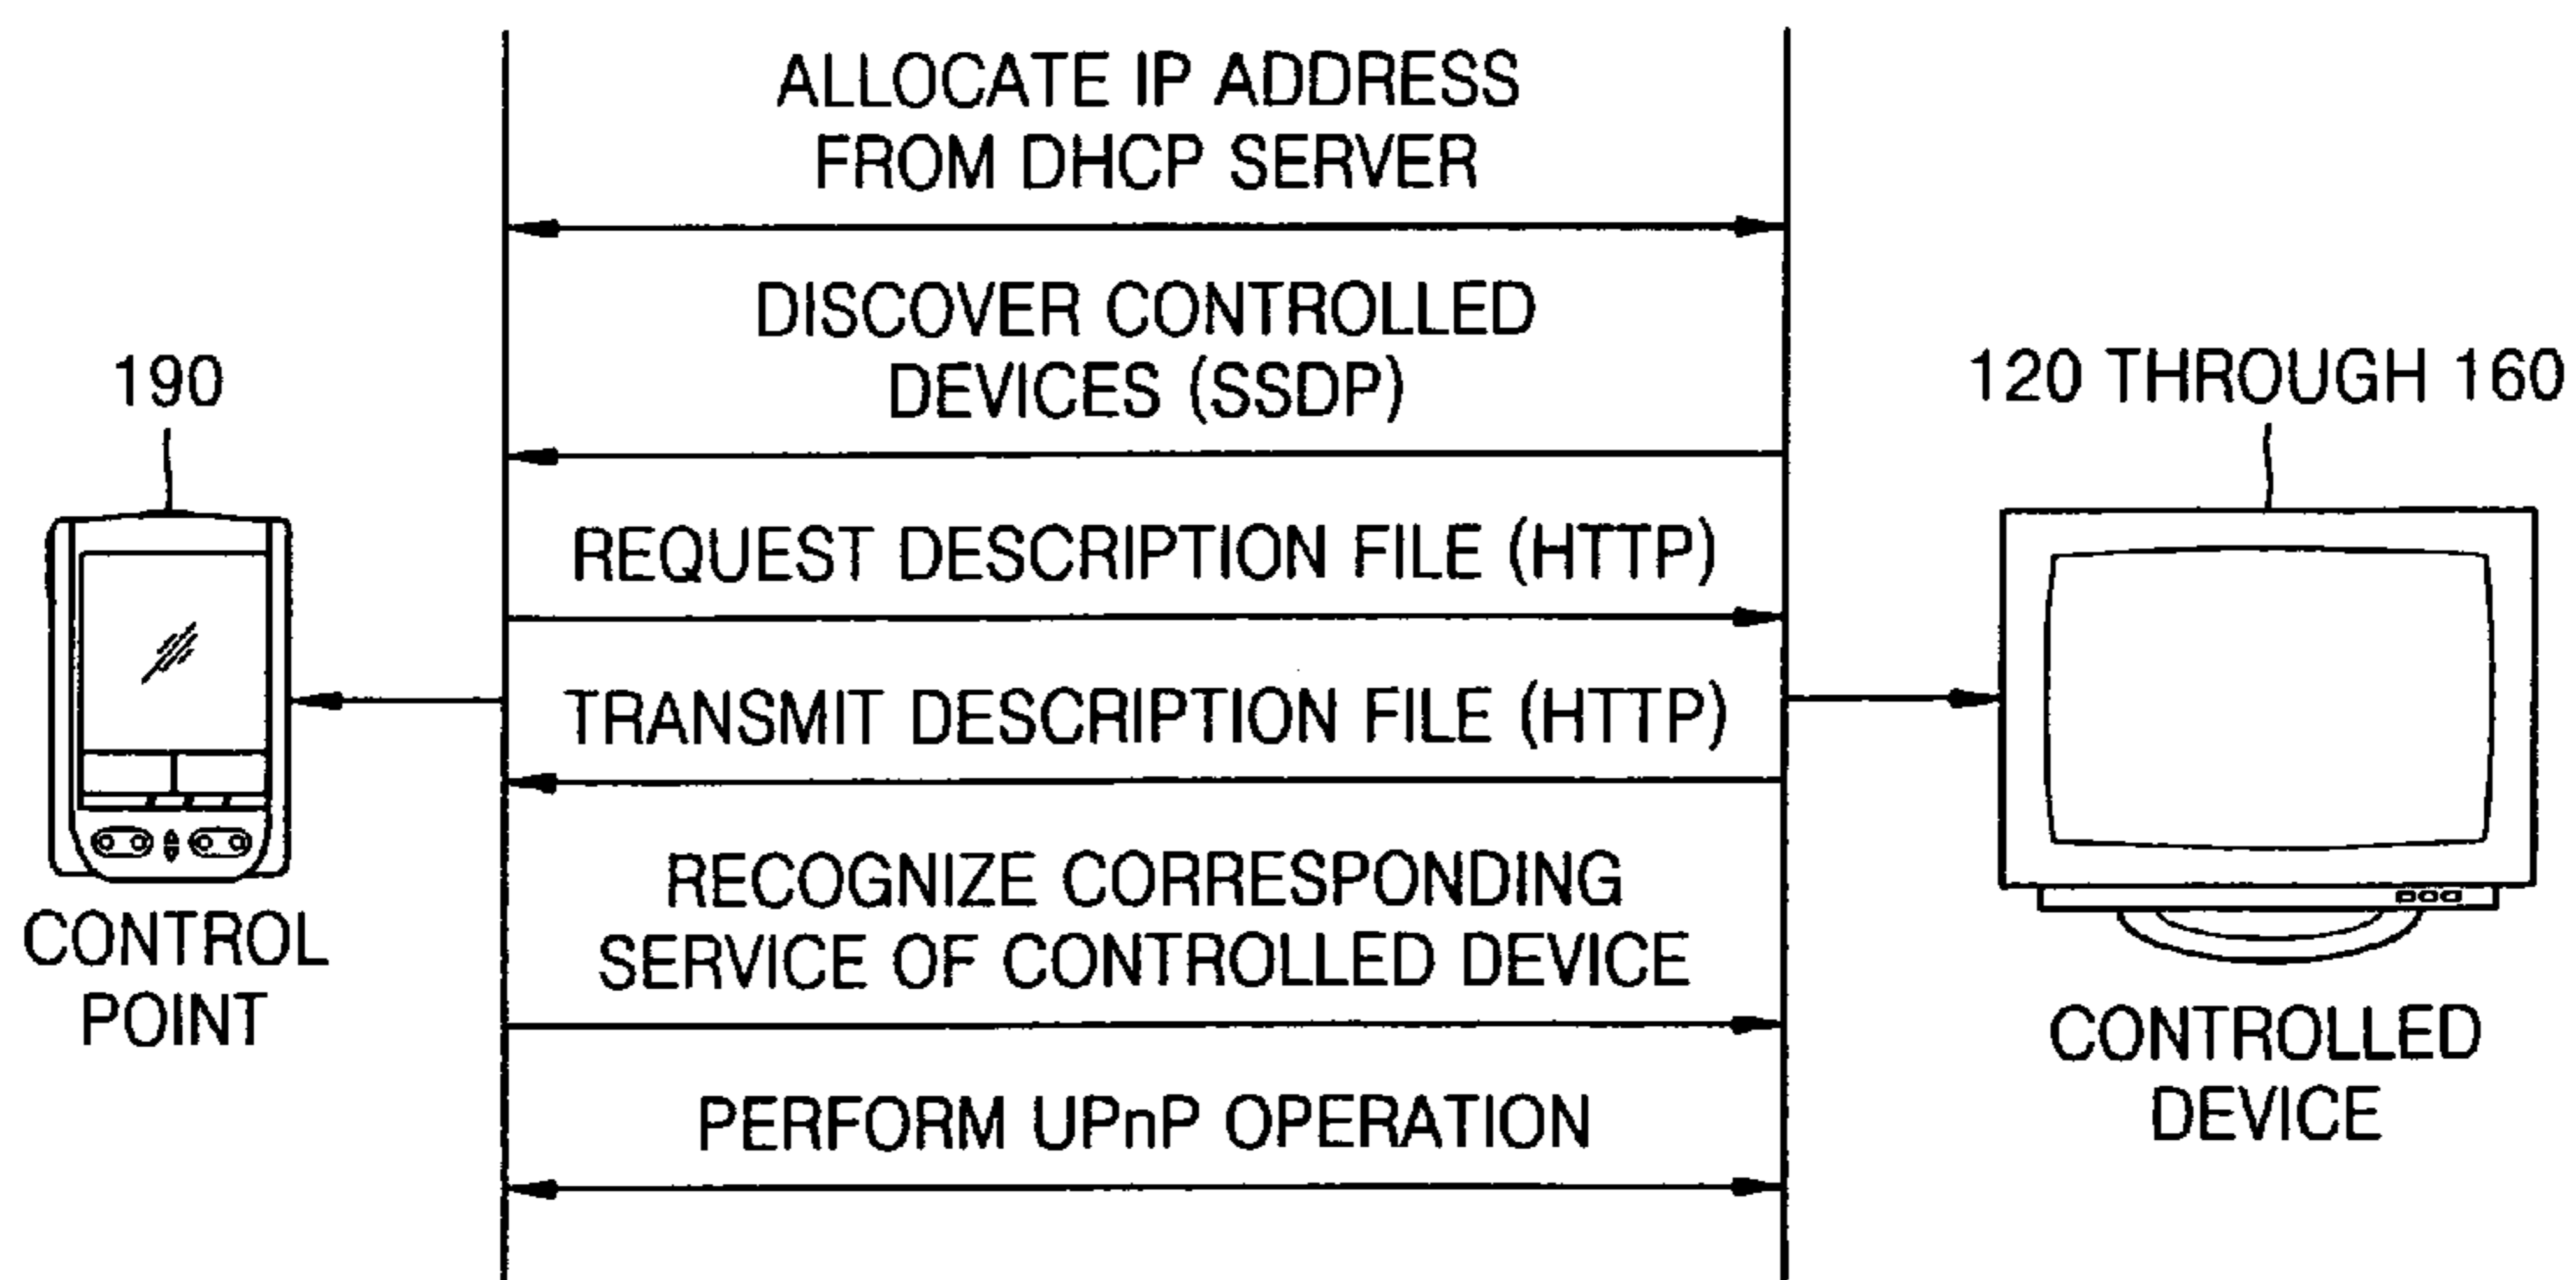 ALLOCATE IP ADDRESS
FROM DHCP SERVER
DISCOVER CONTROLLED
DEVICES (SSDP)
190
120 THROUGH 160
REQUEST DESCRIPTION FILE (HTTP)
TRANSMIT DESCRIPTION FILE (HTTP)
RECOGNIZE CORRESPONDING
SERVICE OF CONTROLLED DEVICE
CONTROL
POINT
CONTROLLED
DEVICE
PERFORM UPnP OPERATION